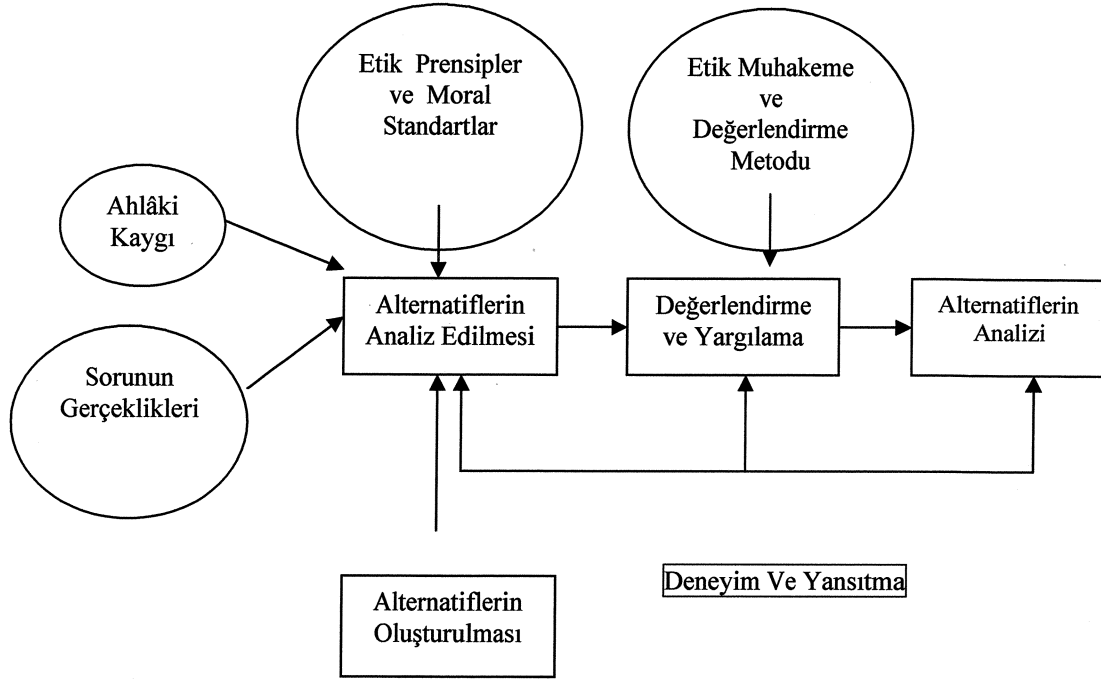 Etik Prensipler
ve Moral
Standartlar
Etik Muhakeme
ve
Değerlendirme
Metodu
Ahlâki
Kaygı
Alternatiflerin
Analiz Edilmesi
Değerlendirme
ve Yargılama
Alternatiflerin
Analizi
Sorunun
Gerçeklikleri
Deneyim Ve Yansıtma
Alternatiflerin
Oluşturulması